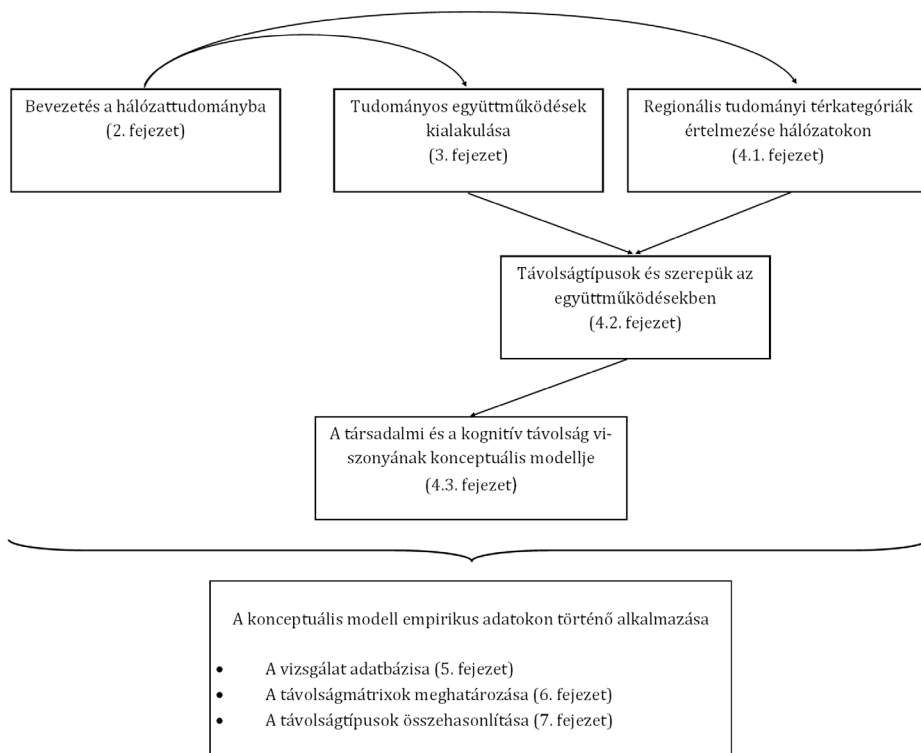 Bevezetés a hálózattudományba
(2. fejezet)
Tudományos együttműködések
kialakulása
(3. fejezet)
Regionális tudományi térkategóriák
értelmezése hálózatokon
(4.1. fejezet)
Távolságtípusok és szerepük az
együttműködésekben
(4.2. fejezet)
A társadalmi és a kognitív távolság vi-
szonyának konceptuális modellje
(4.3. fejezet)
A konceptuális modell empirikus adatokon történő alkalmazása
• A vizsgálat adatbázisa (5. fejezet)
• A távolságmátrixok meghatározása (6. fejezet)
• A távolságtípusok összehasonlítása (7. fejezet)